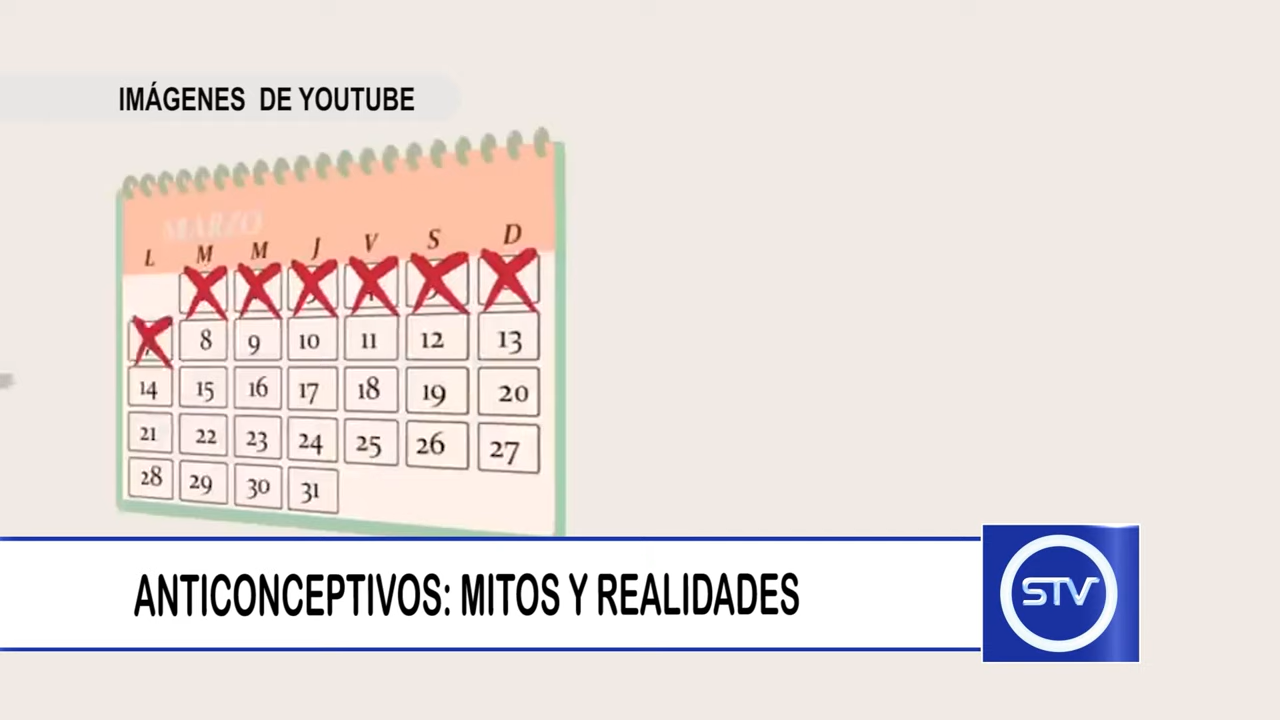 IMÁGENES DE YOUTUBE
MARZO
L M M J V S D
8 9 10 11 12 13
14 15 16 17 18 19 20
21 22 23 24 25 26 27
28 29 30 31
ANTICONCEPTIVOS: MITOS Y REALIDADES
STV